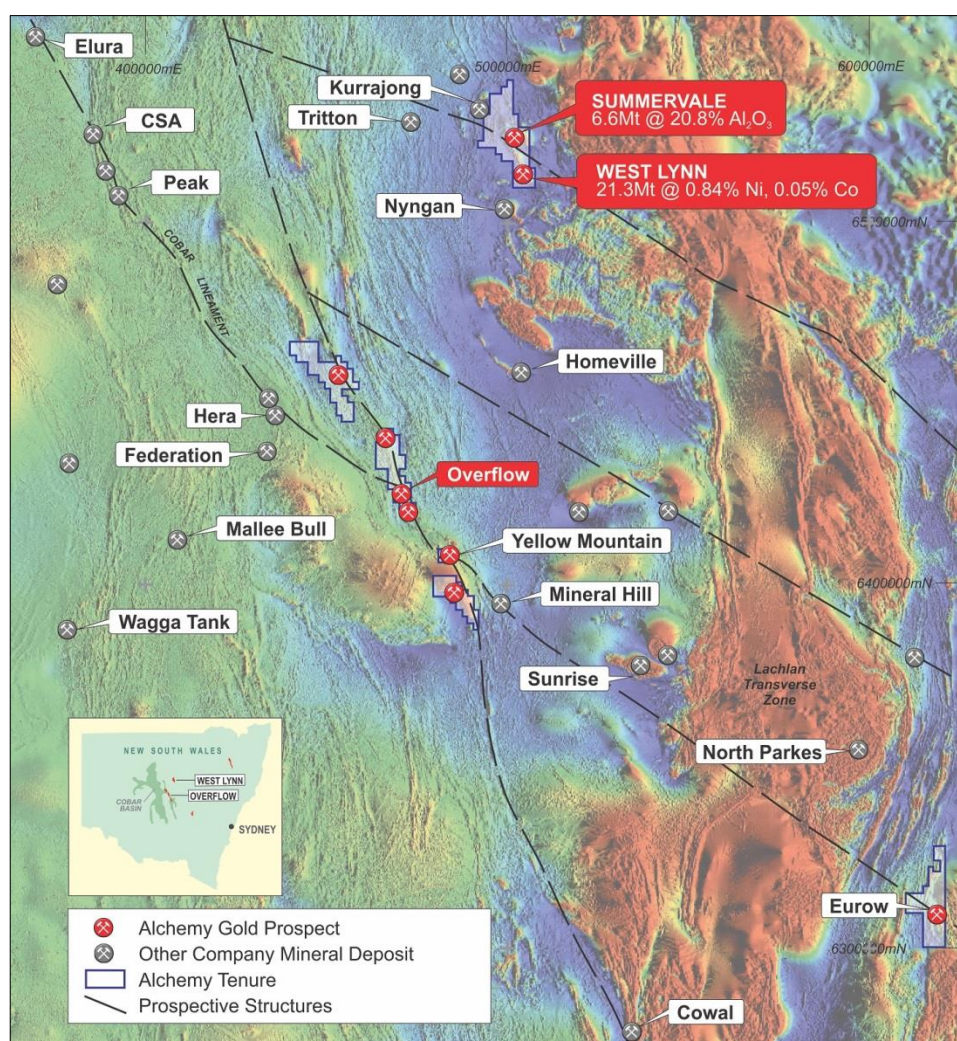 Elura
400000mE
500000mE
600000mE
Kurrajong
Tritton
SUMMERVALE
6.6Mt @ 20.8% Al₂O₃
CSA
WEST LYNN
21.3Mt @ 0.84% Ni, 0.05% Co
Peak
Nyngan
COBAR
LINEAMENT
Homeville
Hera
Federation
Overflow
Mallee Bull
Yellow Mountain
6400000mN
Mineral Hill
Wagga Tank
Sunrise
Lachlan
Transverse
Zone
North Parkes
NEW SOUTH WALES
WEST LYNN
OVERFLOW
COBAR
BASIN
SYDNEY
Eurow
Alchemy Gold Prospect
Other Company Mineral Deposit
Alchemy Tenure
Prospective Structures
Cowal